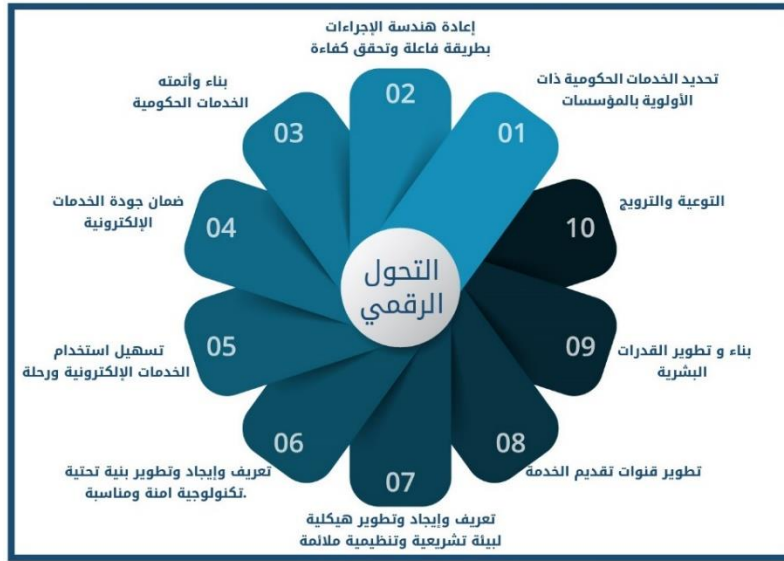 التحول
الرقمي
01
تحديد الخدمات الحكومية ذات
الأولوية بالمؤسسات
02
إعادة هندسة الإجراءات
بطريقة فاعلة وتحقق كفاءة
03
بناء وأتمته
الخدمات الحكومية
04
ضمان جودة الخدمات
الإلكترونية
05
تسهيل استخدام
الخدمات الإلكترونية ورحلة
06
تعريف وإيجاد وتطوير بنية تحتية
تكنولوجية امنة ومناسبة.
07
تعريف وإيجاد وتطوير هيكلية
لبيئة تشريعية وتنظيمية ملائمة
08
تطوير قنوات تقديم الخدمة
09
بناء و تطوير القدرات
البشرية
10
التوعية والترويج